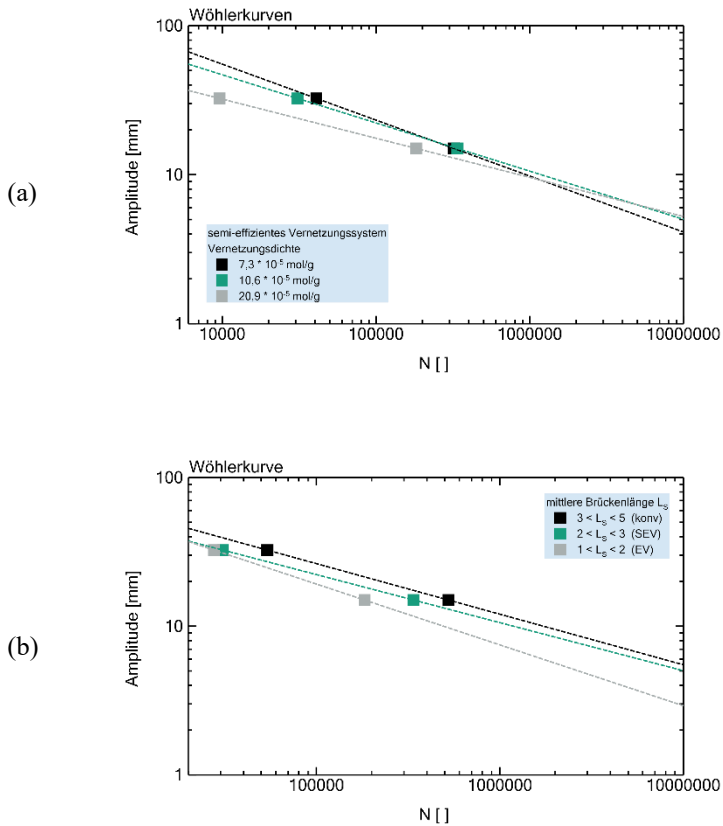 Wöhlerkurven
100
10
1
Amplitude [mm]
(a)
semi-effizientes Vernetzungssystem
Vernetzungsdichte
7,3 * 10-5 mol/g
10,6 * 10-5 mol/g
20,9 * 10-5 mol/g
10000 100000 1000000 10000000
N [ ]
Wöhlerkurve
100
10
1
Amplitude [mm]
(b)
mittlere Brückenlänge LS
3 < LS < 5 (konv)
2 < LS < 3 (SEV)
1 < LS < 2 (EV)
100000 1000000 10000000
N [ ]